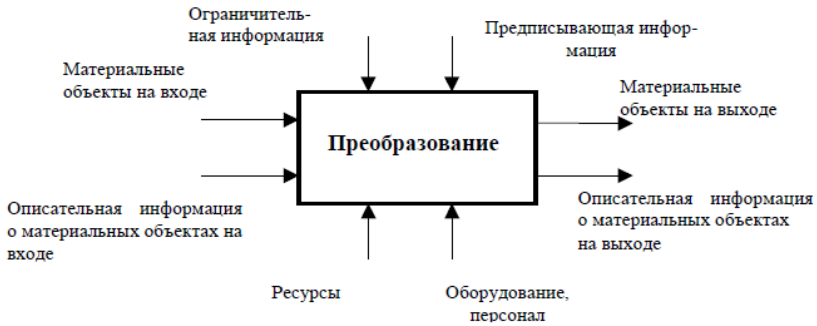 Ограничитель-
ная информация
Предписывающая инфор-
мация
Материальные
объекты на входе
Материальные
объекты на выходе
Преобразование
Описательная информация
о материальных объектах на
входе
Описательная информация
о материальных объектах
на выходе
Ресурсы
Оборудование,
персонал